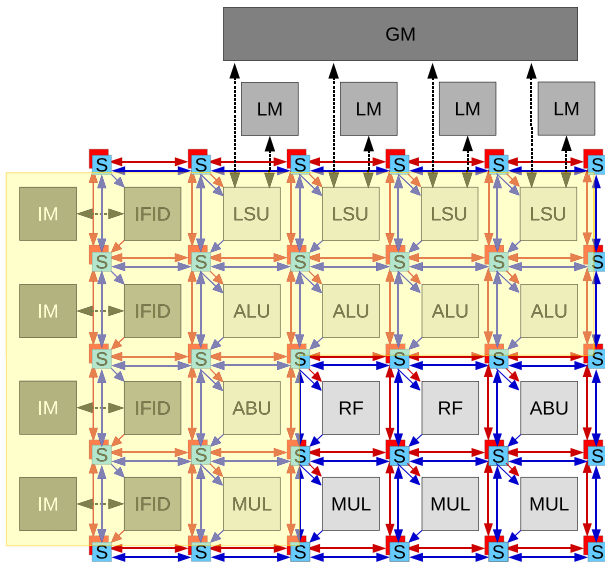 GM
LM LM LM LM
S S S S S S
IM IFID LSU LSU LSU LSU
S S S S S S
IM IFID ALU ALU ALU ALU
S S S S S S
IM IFID ABU RF RF ABU
S S S S S S
IM IFID MUL MUL MUL MUL
S S S S S S